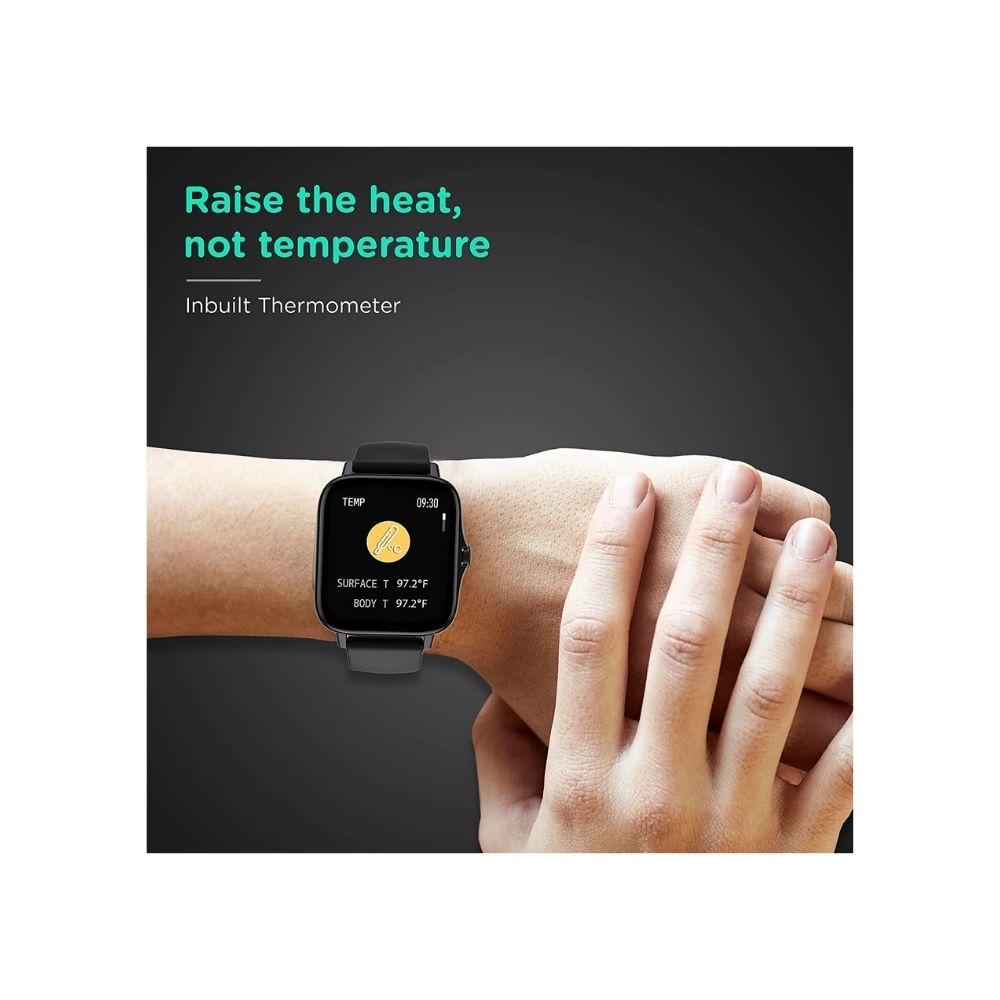 Raise the heat,
not temperature
Inbuilt Thermometer
TEMP 09:30
SURFACE T 97.2°F
BODY T 97.2°F